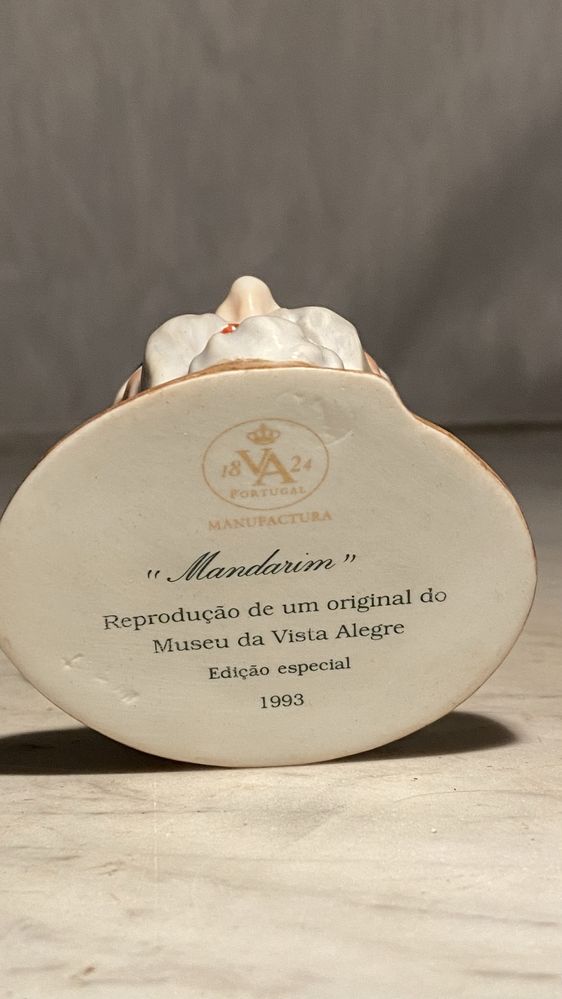 18 VA 24
PORTUGAL
MANUFACTURA
"Mandarim"
Reprodução de um original do
Museu da Vista Alegre
Edição especial
1993